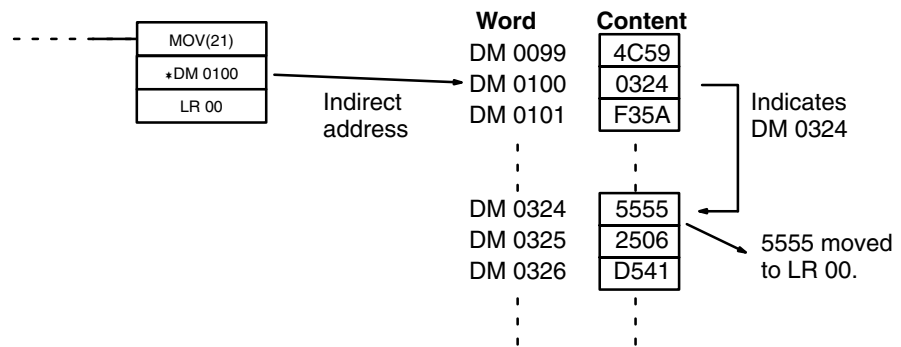 MOV(21)
*DM 0100
LR 00
Indirect
address
Word Content
DM 0099 4C59
DM 0100 0324
DM 0101 F35A
Indicates
DM 0324
DM 0324 5555
DM 0325 2506
DM 0326 D541
5555 moved
to LR 00.